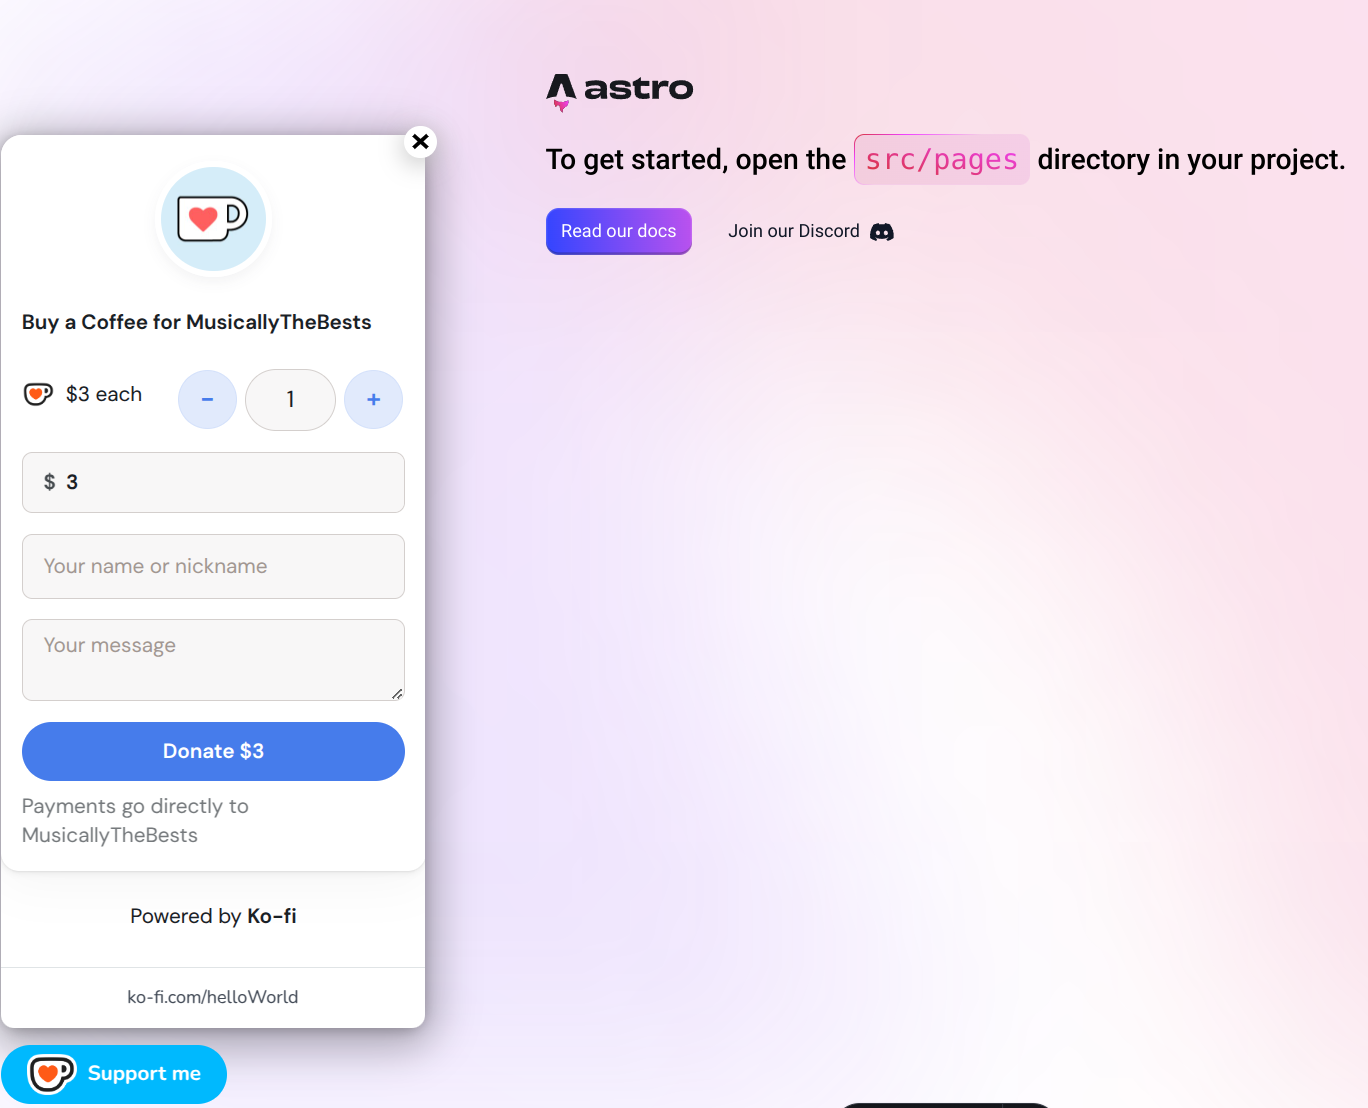 astro
To get started, open the src/pages directory in your project.
Read our docs
Join our Discord
Buy a Coffee for MusicallyTheBests
$3 each
−
1
+
$ 3
Your name or nickname
Your message
Donate $3
Payments go directly to
MusicallyTheBests
Powered by Ko-fi
ko-fi.com/helloWorld
Support me